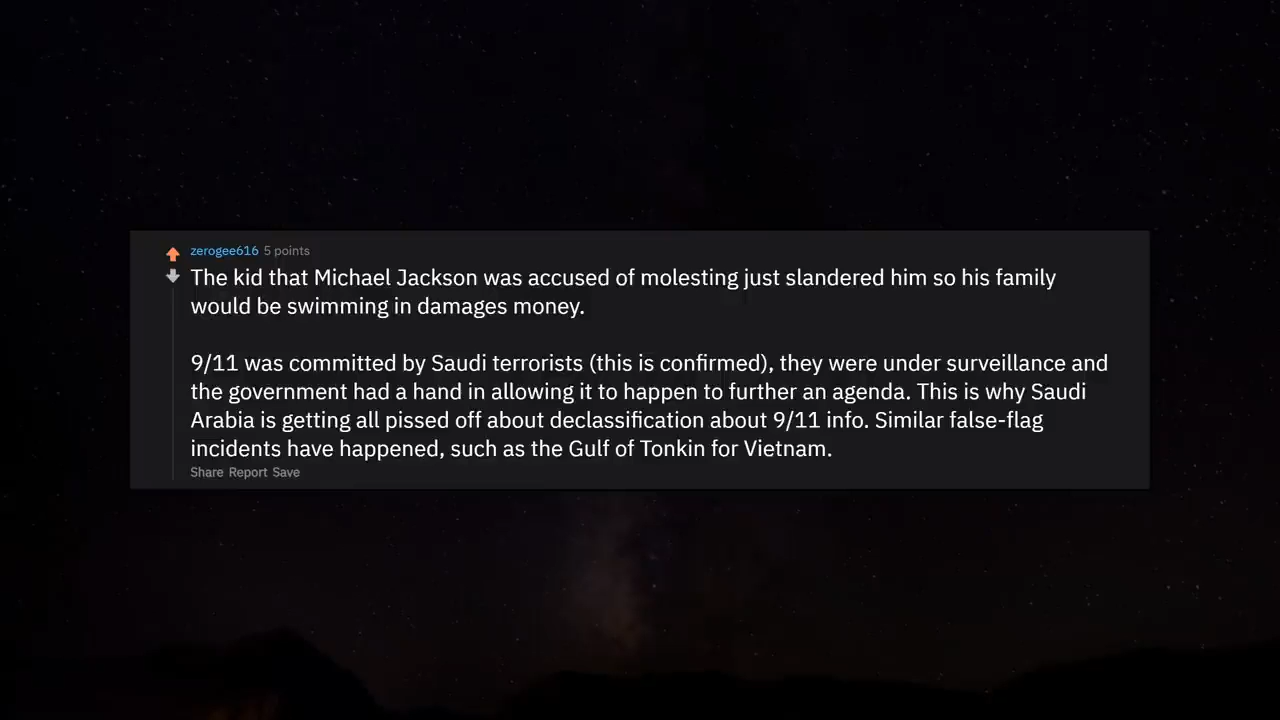 zerogee616 5 points
The kid that Michael Jackson was accused of molesting just slandered him so his family
would be swimming in damages money.
9/11 was committed by Saudi terrorists (this is confirmed), they were under surveillance and
the government had a hand in allowing it to happen to further an agenda. This is why Saudi
Arabia is getting all pissed off about declassification about 9/11 info. Similar false-flag
incidents have happened, such as the Gulf of Tonkin for Vietnam.
Share Report Save